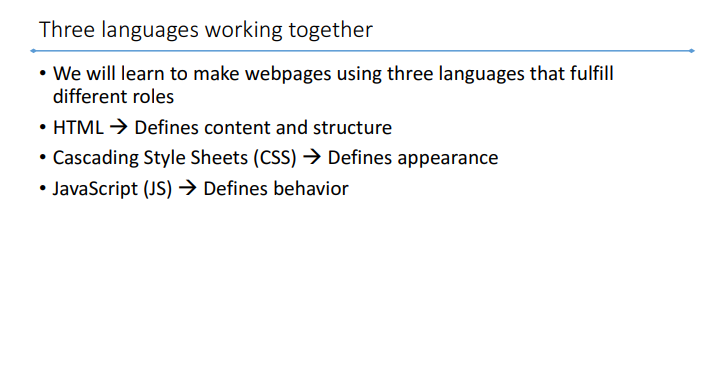 Three languages working together
• We will learn to make webpages using three languages that fulfill
different roles
• HTML → Defines content and structure
• Cascading Style Sheets (CSS) → Defines appearance
• JavaScript (JS) → Defines behavior